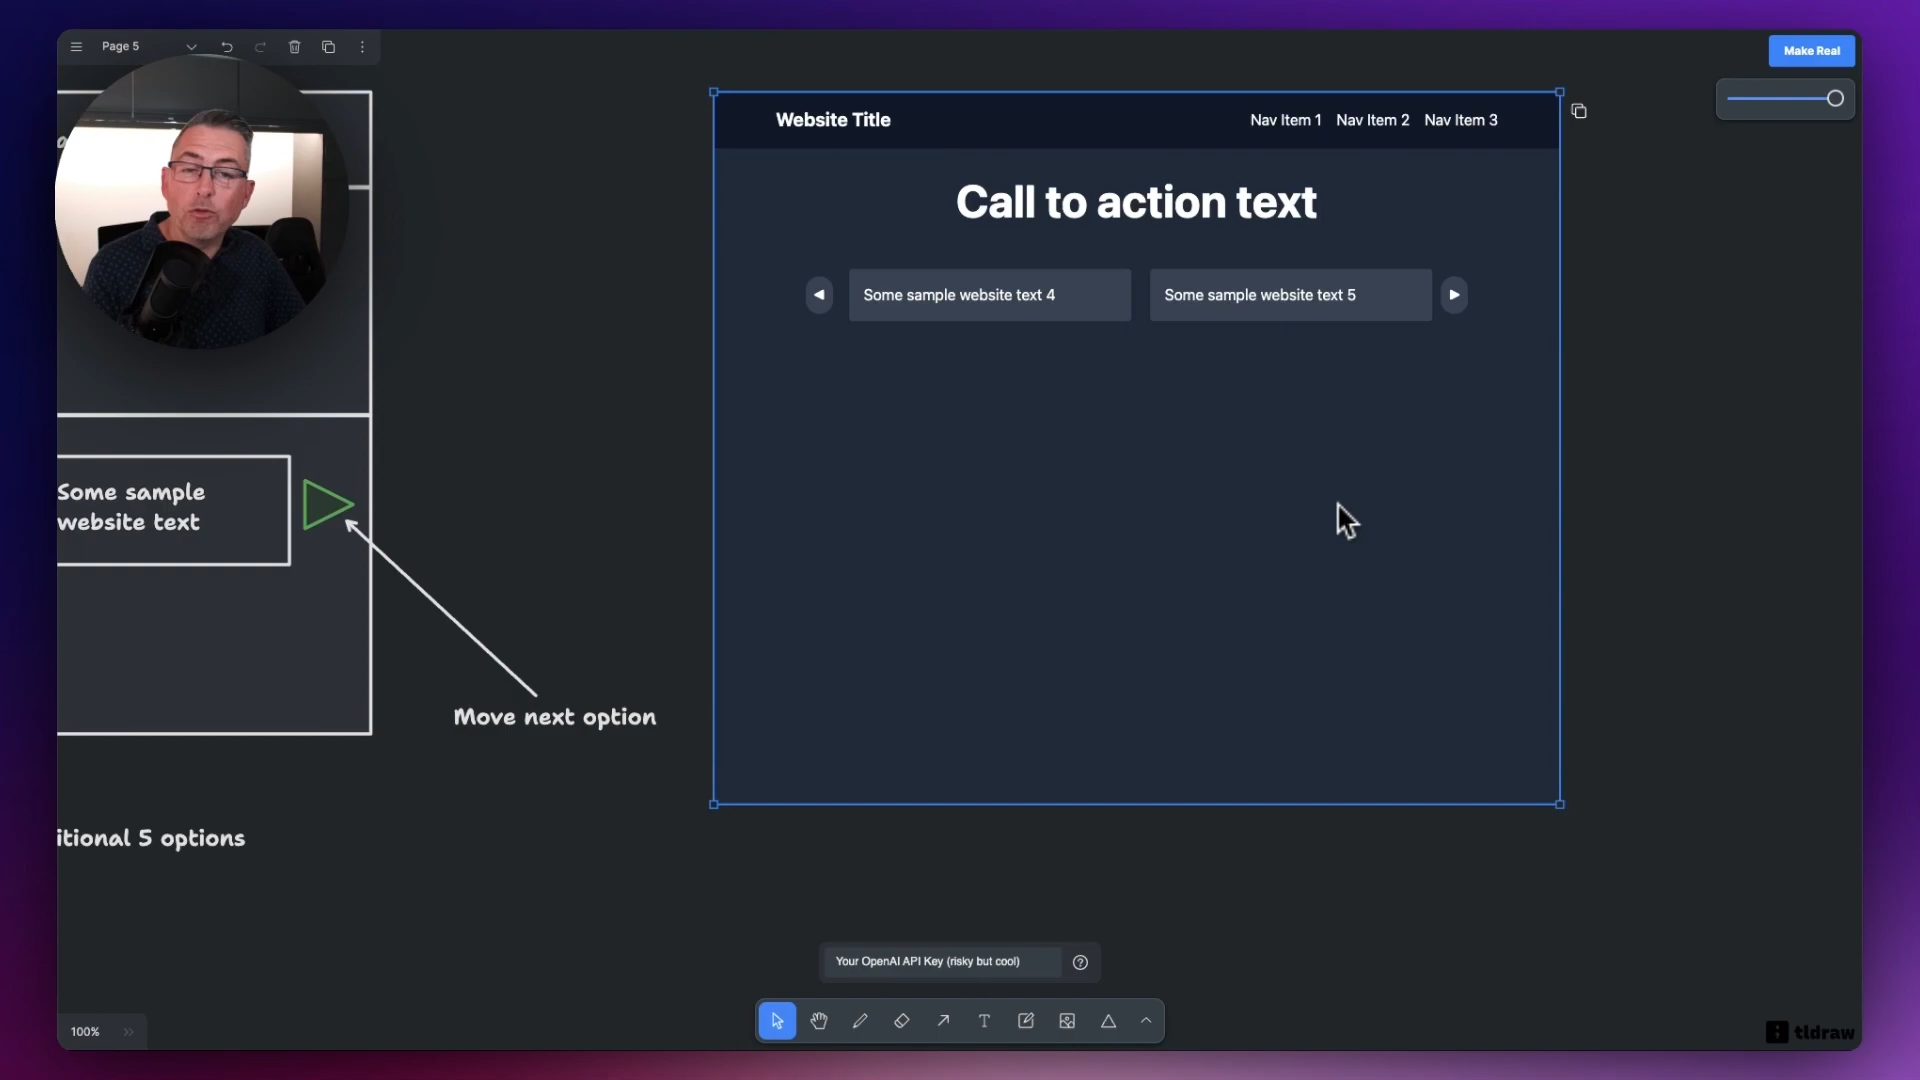 Page 5
Make Real
Website Title
Nav Item 1 Nav Item 2 Nav Item 3
Call to action text
Some sample website text 4
Some sample website text 5
Some sample
website text
Move next option
itional 5 options
Your OpenAI API Key (risky but cool)
100%
tldraw